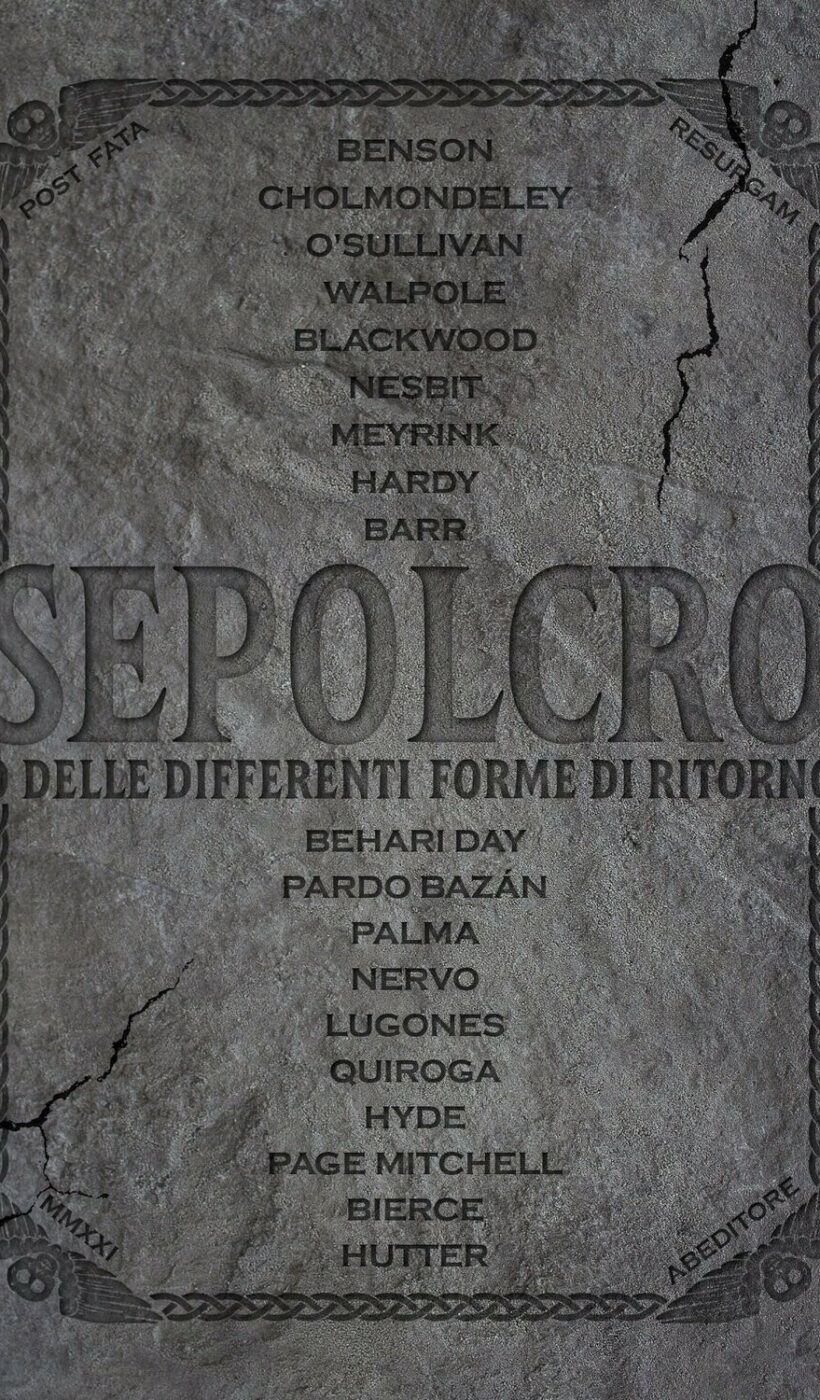 POST FATA
RESURGAM
BENSON
CHOLMONDELEY
O'SULLIVAN
WALPOLE
BLACKWOOD
NESBIT
MEYRINK
HARDY
BARR
SEPOLCRO
O DELLE DIFFERENTI FORME DI RITORNO
BEHARI DAY
PARDO BAZÁN
PALMA
NERVO
LUGONES
QUIROGA
HYDE
PAGE MITCHELL
BIERCE
HUTTER
MMXXI
ABEDITORE